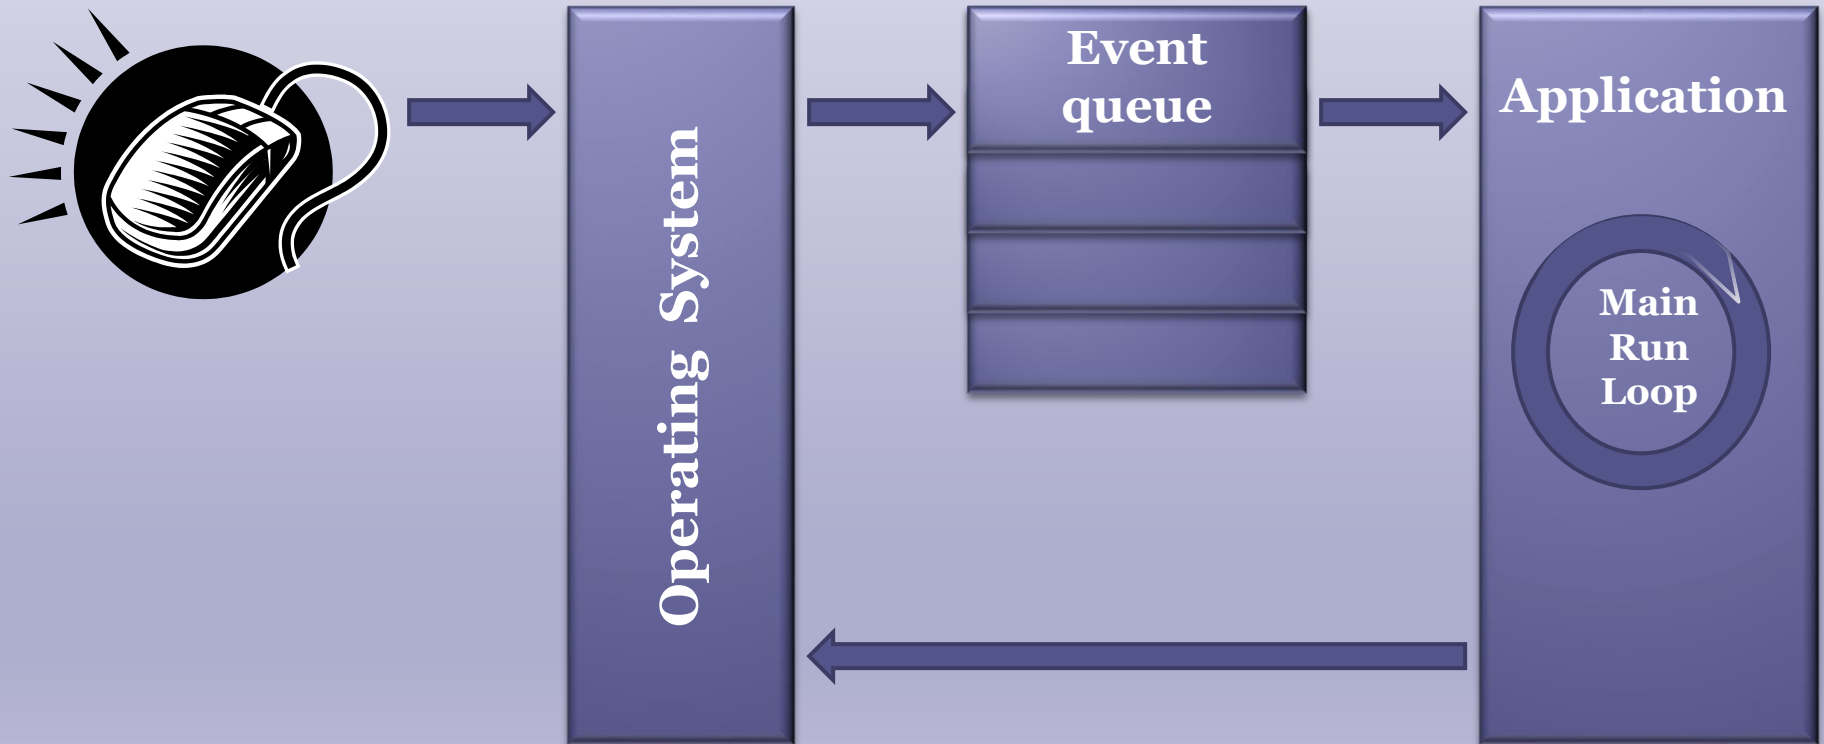 Operating System
Event
queue
Application
Main
Run
Loop